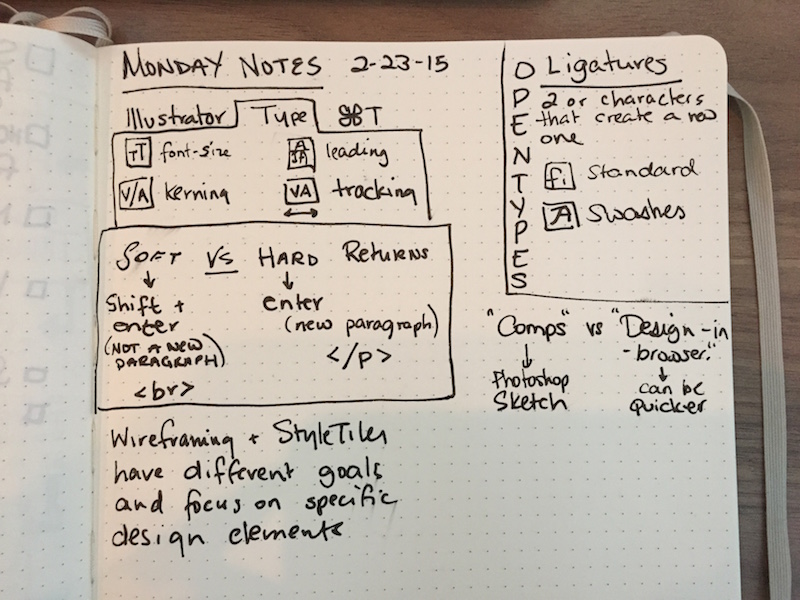 MONDAY NOTES 2-23-15
Illustrator Type ⌘T
TT font-size
A
A leading
V/A kerning
VA tracking
SOFT VS HARD RETURNS
Shift +
enter
(NOT A NEW
PARAGRAPH)
<br>
enter
(new paragraph)
</p>
Wireframing + StyleTiles
have different goals
and focus on specific
design elements
OPENTYPES
Ligatures
2 or characters
that create a new
one
fi Standard
A Swashes
"Comps" vs "Design-in
-browser."
Photoshop
Sketch
can be
quicker